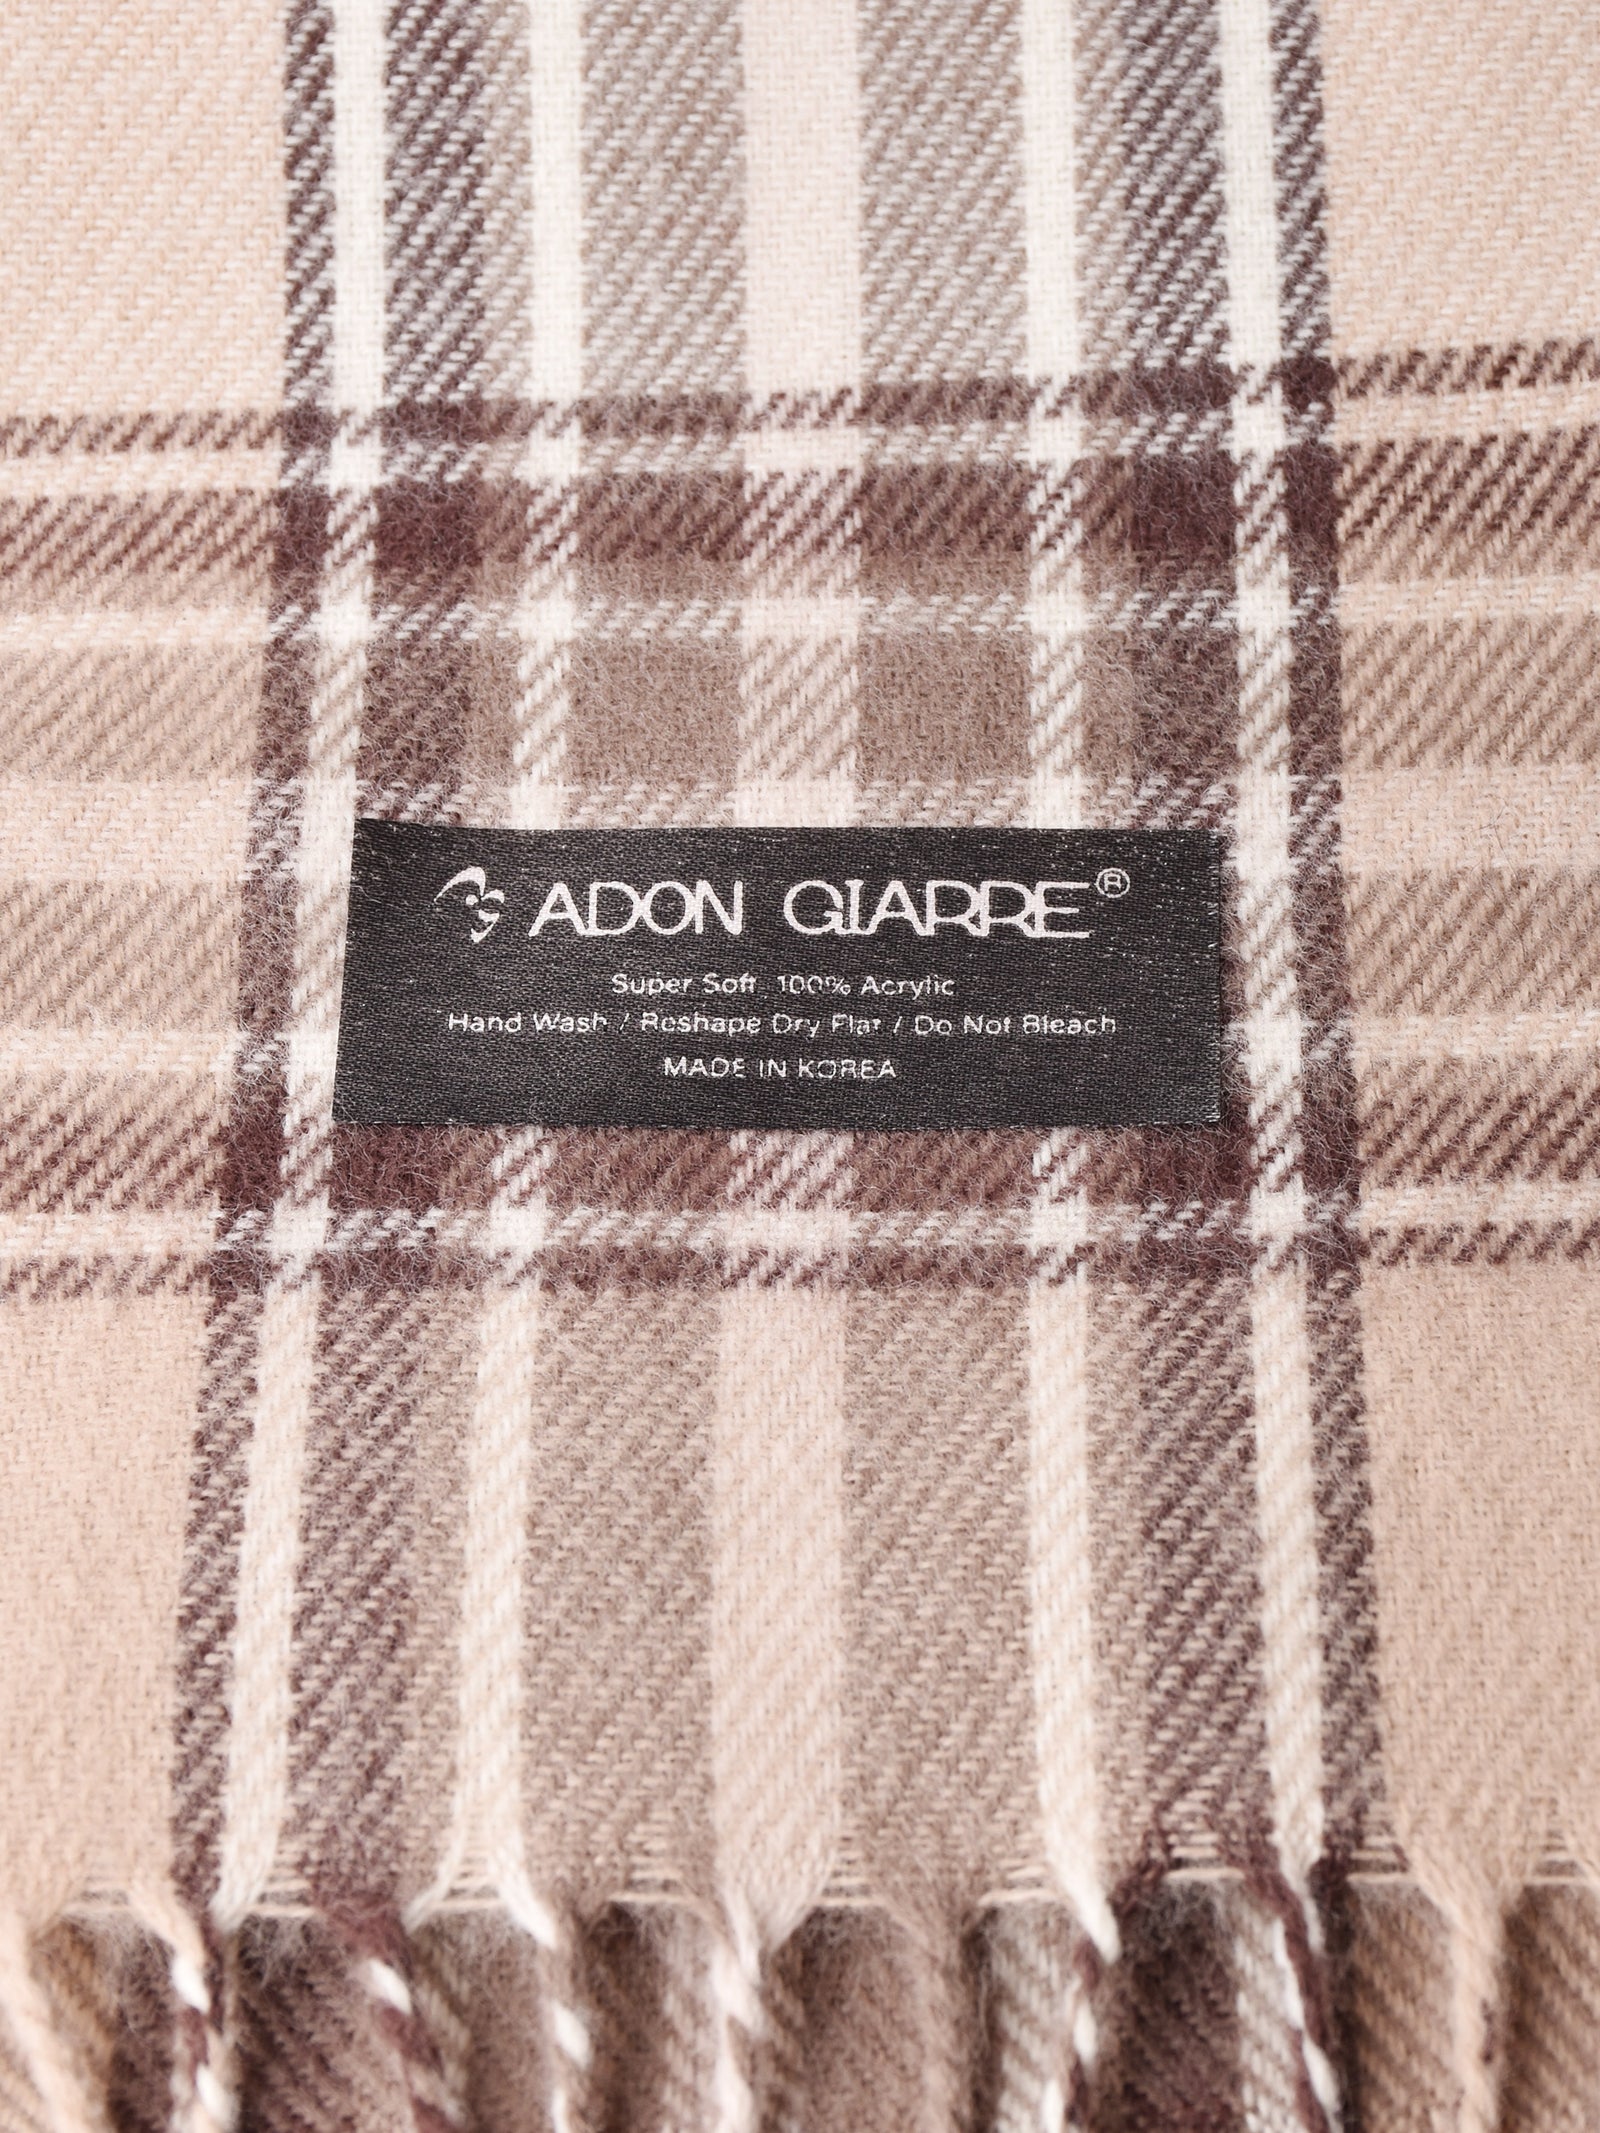 ADON GIARRE®
Super Soft 100% Acrylic
Hand Wash / Reshape Dry Flat / Do Not Bleach
MADE IN KOREA